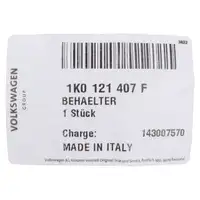 VOLKSWAGEN
GROUP
1K0 121 407 F
BEHAELTER
1 Stück
Charge: 143007570
MADE IN ITALY